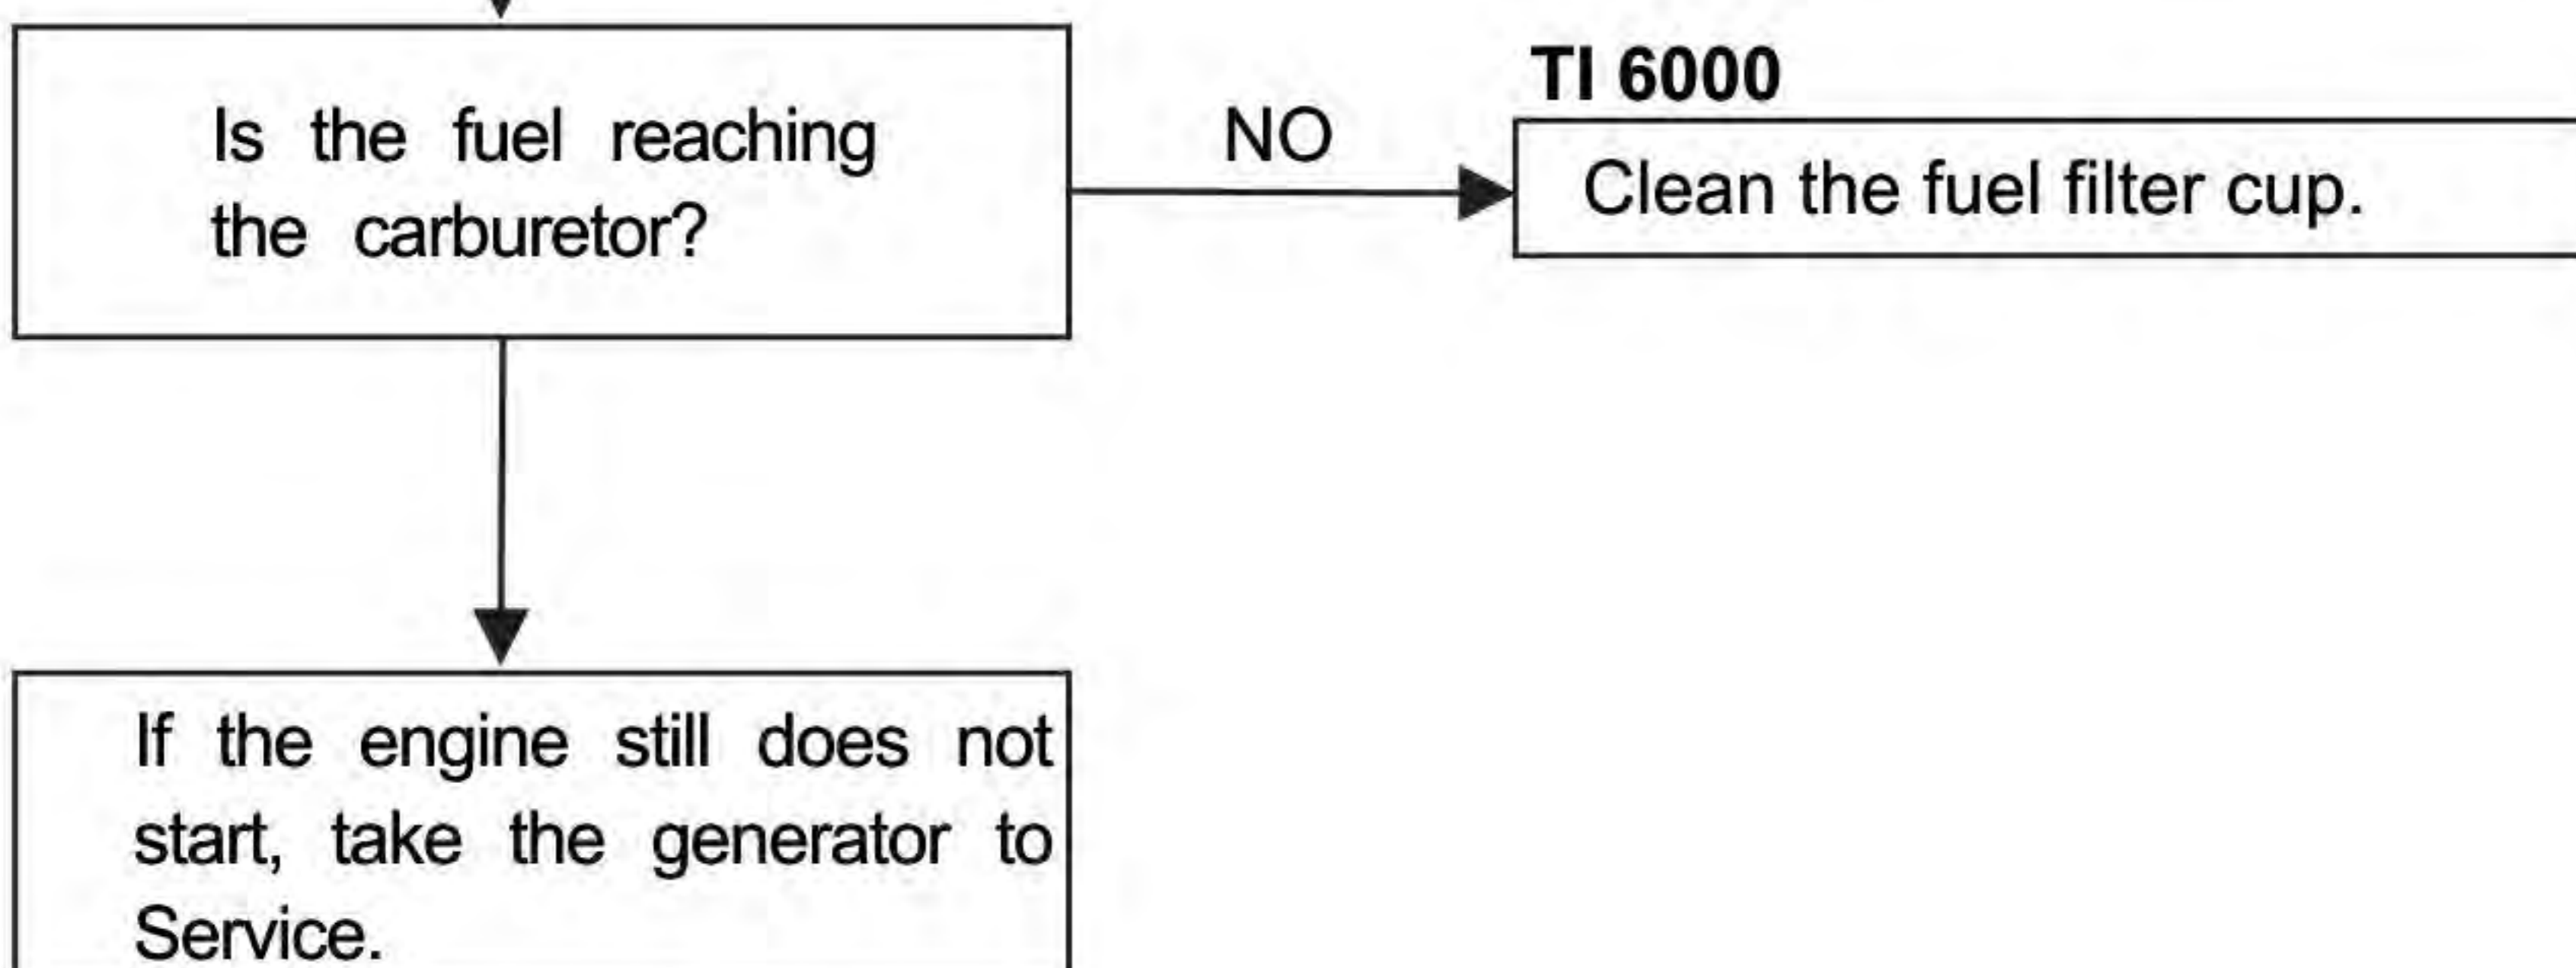 Is the fuel reaching
the carburetor?
NO
TI 6000
Clean the fuel filter cup.
If the engine still does not
start, take the generator to
Service.